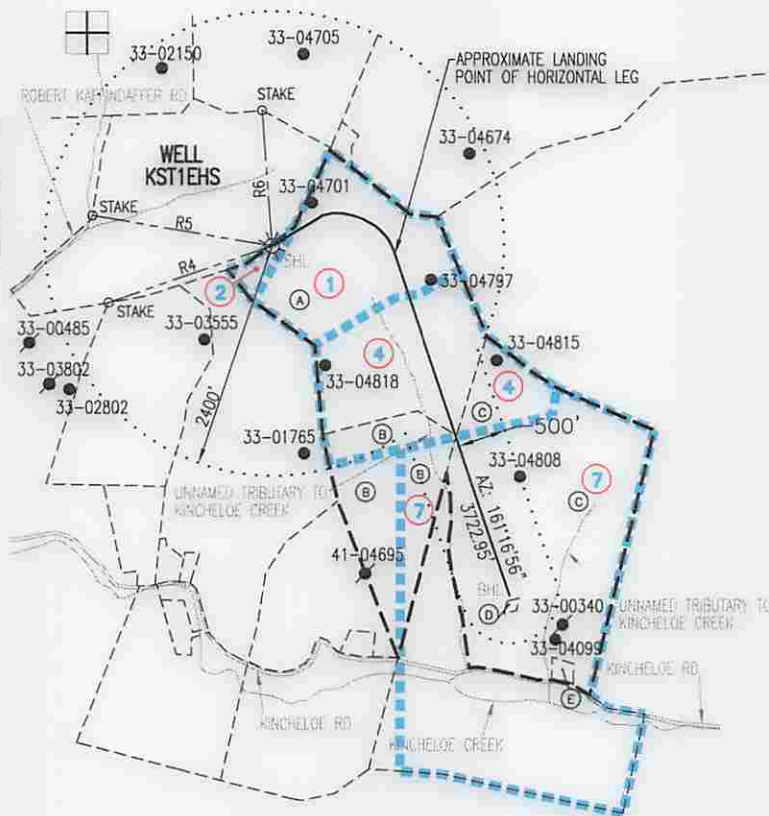 33-02150
33-04705
APPROXIMATE LANDING
POINT OF HORIZONTAL LEG
STAKE
33-04674
WELL
KST1EHS
R6
33-04701
STAKE
R5
R4
SHL
33-04797
2
1
A
STAKE
33-00485
33-03555
4
33-04815
33-03802
33-04818
4
33-02802
2400'
C
500'
33-01765
B
33-04808
7
B
B
C
UNNAMED TRIBUTARY TO
KINCHELOE CREEK
7
AZ: 161°16'56"
3722.95'
41-04695
BHL
D
33-00340
33-04099
UNNAMED TRIBUTARY TO
KINCHELOE CREEK
KINCHELOE RD
E
KINCHELOE RD
KINCHELOE CREEK